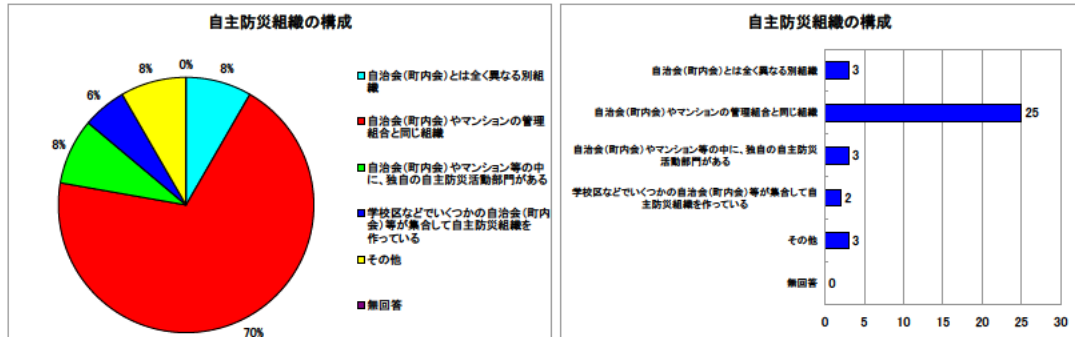 自主防災組織の構成
8%
0%
8%
6%
8%
70%
自治会(町内会)とは全く異なる別組
織
自治会(町内会)やマンションの管理
組合と同じ組織
自治会(町内会)やマンション等の中
に、独自の自主防災活動部門がある
学校区などでいくつかの自治会(町内
会)等が集合して自主防災組織を
作っている
その他
無回答
自主防災組織の構成
自治会(町内会)とは全く異なる別組織
3
自治会(町内会)やマンションの管理組合と同じ組織
25
自治会(町内会)やマンション等の中に、独自の自主防災
活動部門がある
3
学校区などでいくつかの自治会(町内会)等が集合して自
主防災組織を作っている
2
その他
3
無回答
0
0 5 10 15 20 25 30